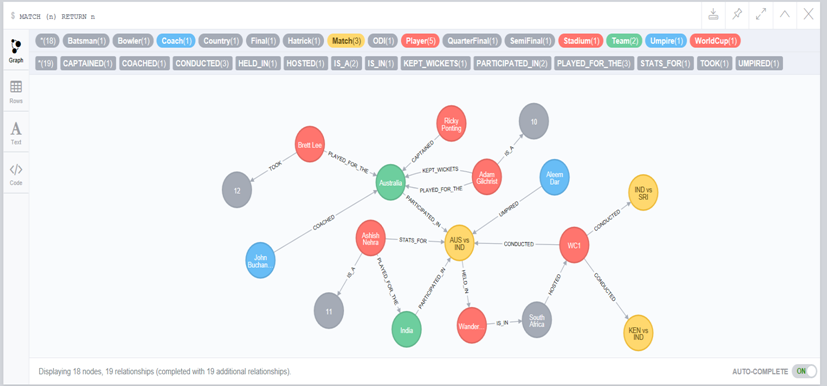 $ MATCH (n) RETURN n
*(18) Batsman(1) Bowler(1) Coach(1) Country(1) Final(1) Hatrick(1) Match(3) ODI(1) Player(5) QuarterFinal(1) SemiFinal(1) Stadium(1) Team(2) Umpire(1) WorldCup(1)
*(19) CAPTAINED(1) COACHED(1) CONDUCTED(3) HELD_IN(1) HOSTED(1) IS_A(2) IS_IN(1) KEPT_WICKETS(1) PARTICIPATED_IN(2) PLAYED_FOR_THE(3) STATS_FOR(1) TOOK(1) UMPIRED(1)
Graph
Rows
Text
Code
Ricky
Ponting
10
Brett Lee
PLAYED_FOR_THE
CAPTAINED
IS_A
TOOK
KEPT_WICKETS
Adam
Gilchrist
Aleem
Dar
12
Australia
PLAYED_FOR_THE
IND vs
SRI
COACHED
PARTICIPATED_IN
UMPIRED
CONDUCTED
Ashish
Nehra
STATS_FOR
AUS vs
IND
CONDUCTED
WC1
John
Buchan...
IS_A
PLAYED_FOR_THE
PARTICIPATED_IN
HELD_IN
HOSTED
CONDUCTED
11
India
Wander...
IS_IN
South
Africa
KEN vs
IND
Displaying 18 nodes, 19 relationships (completed with 19 additional relationships).
AUTO-COMPLETE ON